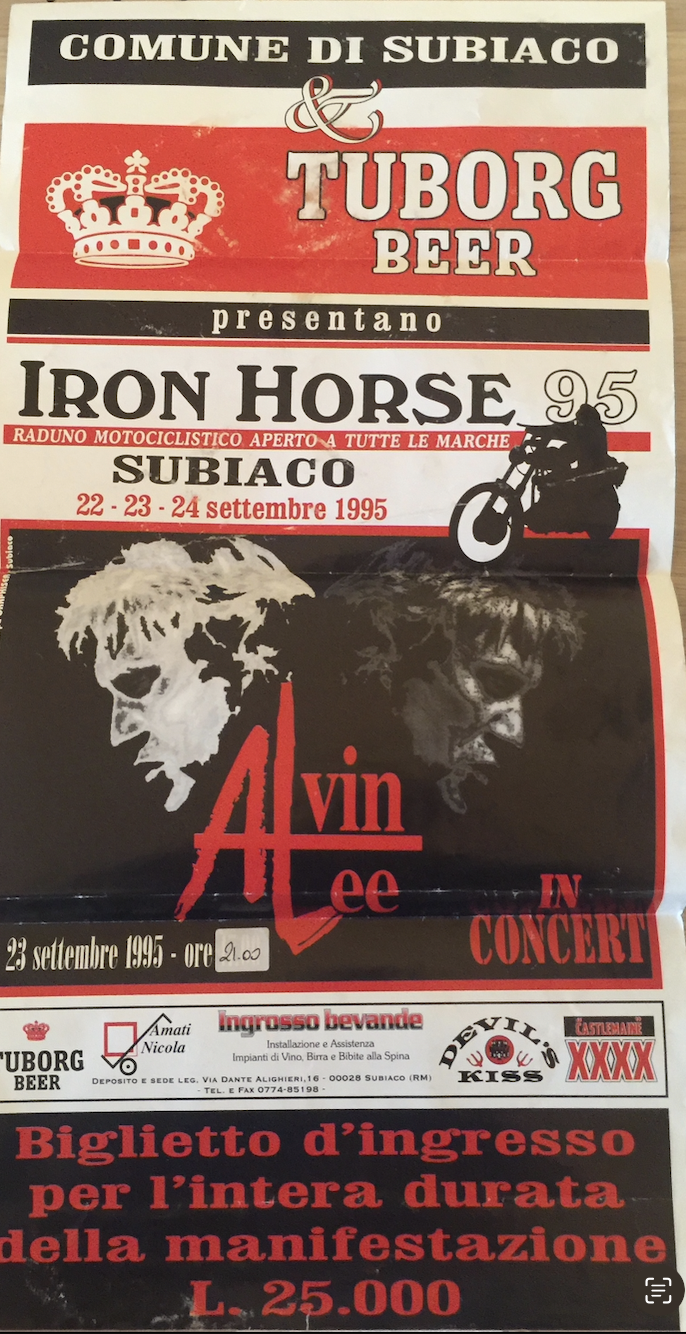 COMUNE DI SUBIACO
&
TUBORG
BEER
presentano
IRON HORSE 95
RADUNO MOTOCICLISTICO APERTO A TUTTE LE MARCHE
SUBIACO
22 - 23 - 24 settembre 1995
Subiaco
Alvin
Lee
IN
CONCERT
23 settembre 1995 - ore 21.00
TUBORG
BEER
Amati
Nicola
Ingrosso bevande
Installazione e Assistenza
Impianti di Vino, Birra e Bibite alla Spina
DEPOSITO E SEDE LEG. VIA DANTE ALIGHIERI,16 - 00028 SUBIACO (RM)
- TEL. E FAX 0774-85198 -
DEVIL'S
KISS
CASTLEMAINE
XXXX
Biglietto d'ingresso
per l'intera durata
della manifestazione
L. 25.000